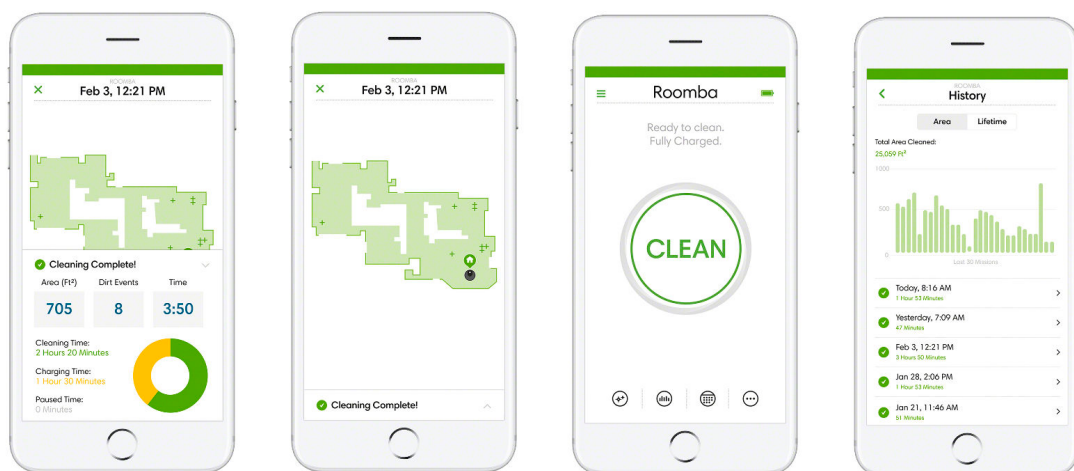 ROOMBA
Feb 3, 12:21 PM
Cleaning Complete!
Area (Ft²) Dirt Events Time
705 8 3:50
Cleaning Time:
2 Hours 20 Minutes
Charging Time:
1 Hour 30 Minutes
Paused Time:
0 Minutes
ROOMBA
Feb 3, 12:21 PM
Cleaning Complete!
Roomba
Ready to clean.
Fully Charged.
CLEAN
ROOMBA
History
Area Lifetime
Total Area Cleaned:
25,059 Ft²
1000
500
0
Last 30 Missions
Today, 8:16 AM
1 Hour 53 Minutes
Yesterday, 7:09 AM
47 Minutes
Feb 3, 12:21 PM
3 Hours 50 Minutes
Jan 28, 2:06 PM
1 Hour 53 Minutes
Jan 21, 11:46 AM
51 Minutes